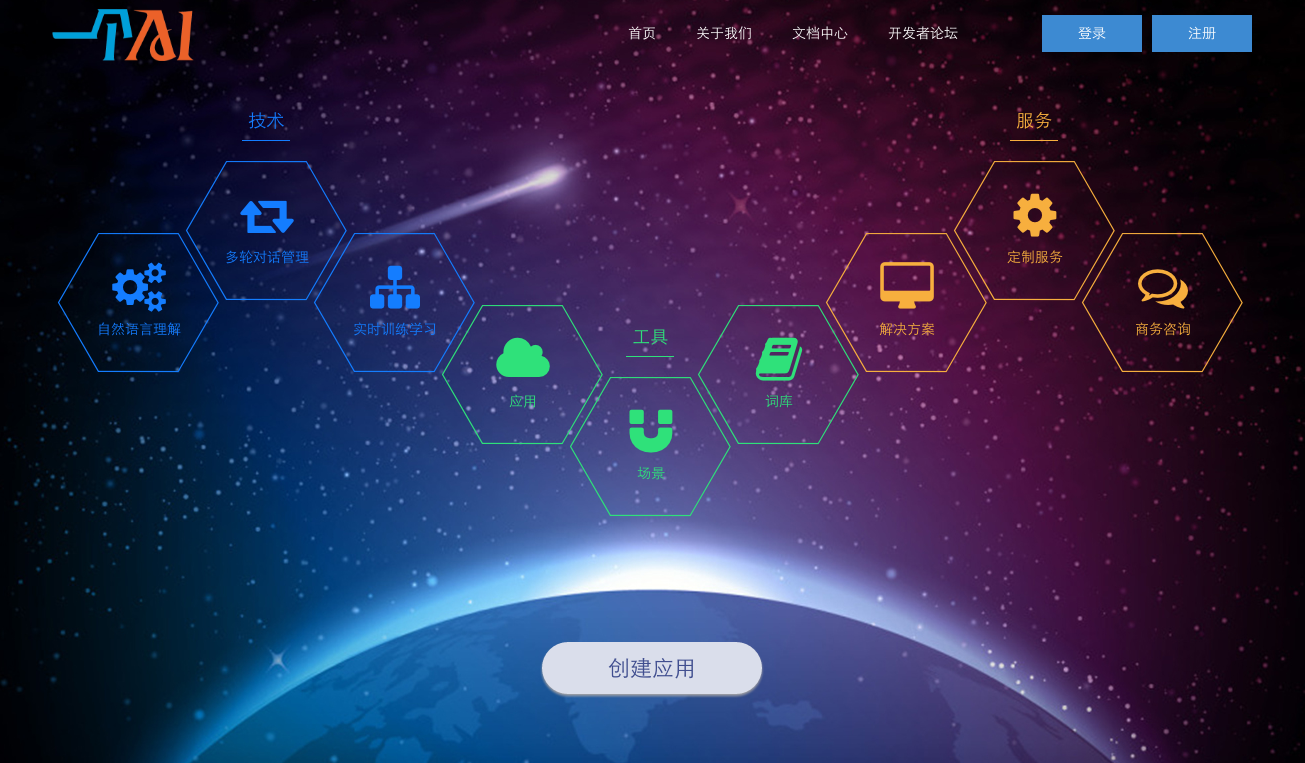 一个AI
首页 关于我们 文档中心 开发者论坛 登录 注册
技术
服务
多轮对话管理
定制服务
自然语言理解
实时训练学习
解决方案
商务咨询
工具
应用
词库
场景
创建应用